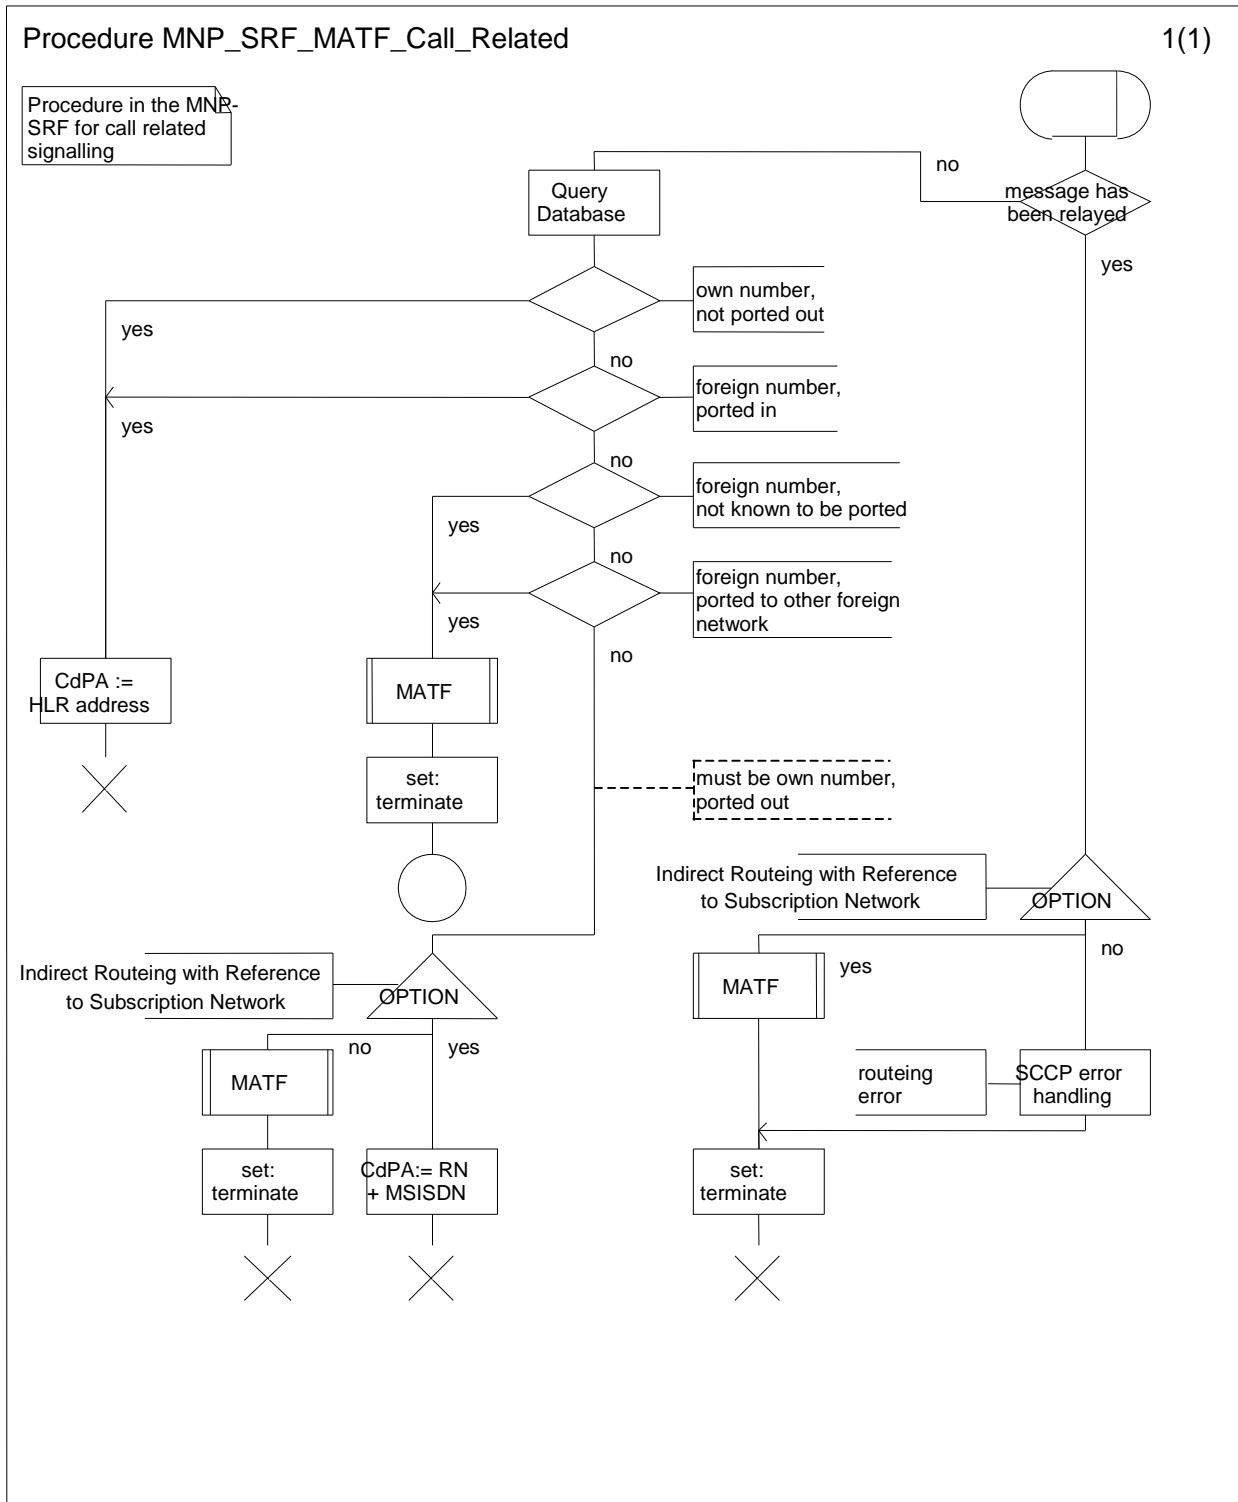 Procedure MNP_SRF_MATF_Call_Related
1(1)
Procedure in the MNP-
SRF for call related
signalling
no
Query
Database
message has
been relayed
yes
own number,
not ported out
yes
no
foreign number,
ported in
yes
no
foreign number,
not known to be ported
yes
no
foreign number,
ported to other foreign
network
yes
no
CdPA :=
HLR address
MATF
set:
terminate
must be own number,
ported out
Indirect Routeing with Reference
to Subscription Network
OPTION
no
yes
MATF
Indirect Routeing with Reference
to Subscription Network
OPTION
no
yes
MATF
routeing
error
SCCP error
handling
set:
terminate
CdPA:= RN
+ MSISDN
set:
terminate